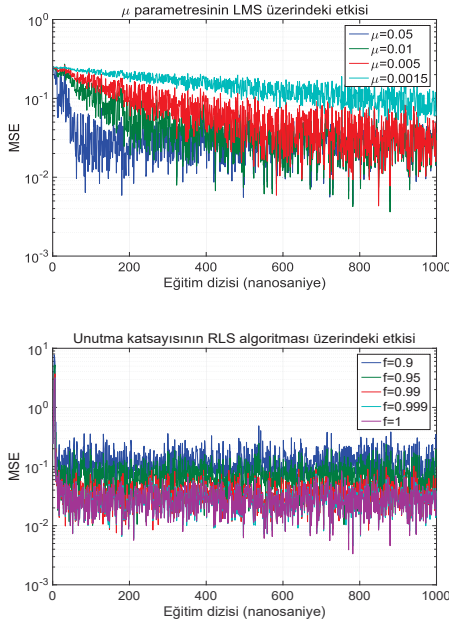 μ parametresinin LMS üzerindeki etkisi
10^0
10^-1
10^-2
10^-3
MSE
μ=0.05
μ=0.01
μ=0.005
μ=0.0015
0 200 400 600 800 1000
Eğitim dizisi (nanosaniye)
Unutma katsayısının RLS algoritması üzerindeki etkisi
10^1
10^0
10^-1
10^-2
10^-3
MSE
f=0.9
f=0.95
f=0.99
f=0.999
f=1
0 200 400 600 800 1000
Eğitim dizisi (nanosaniye)